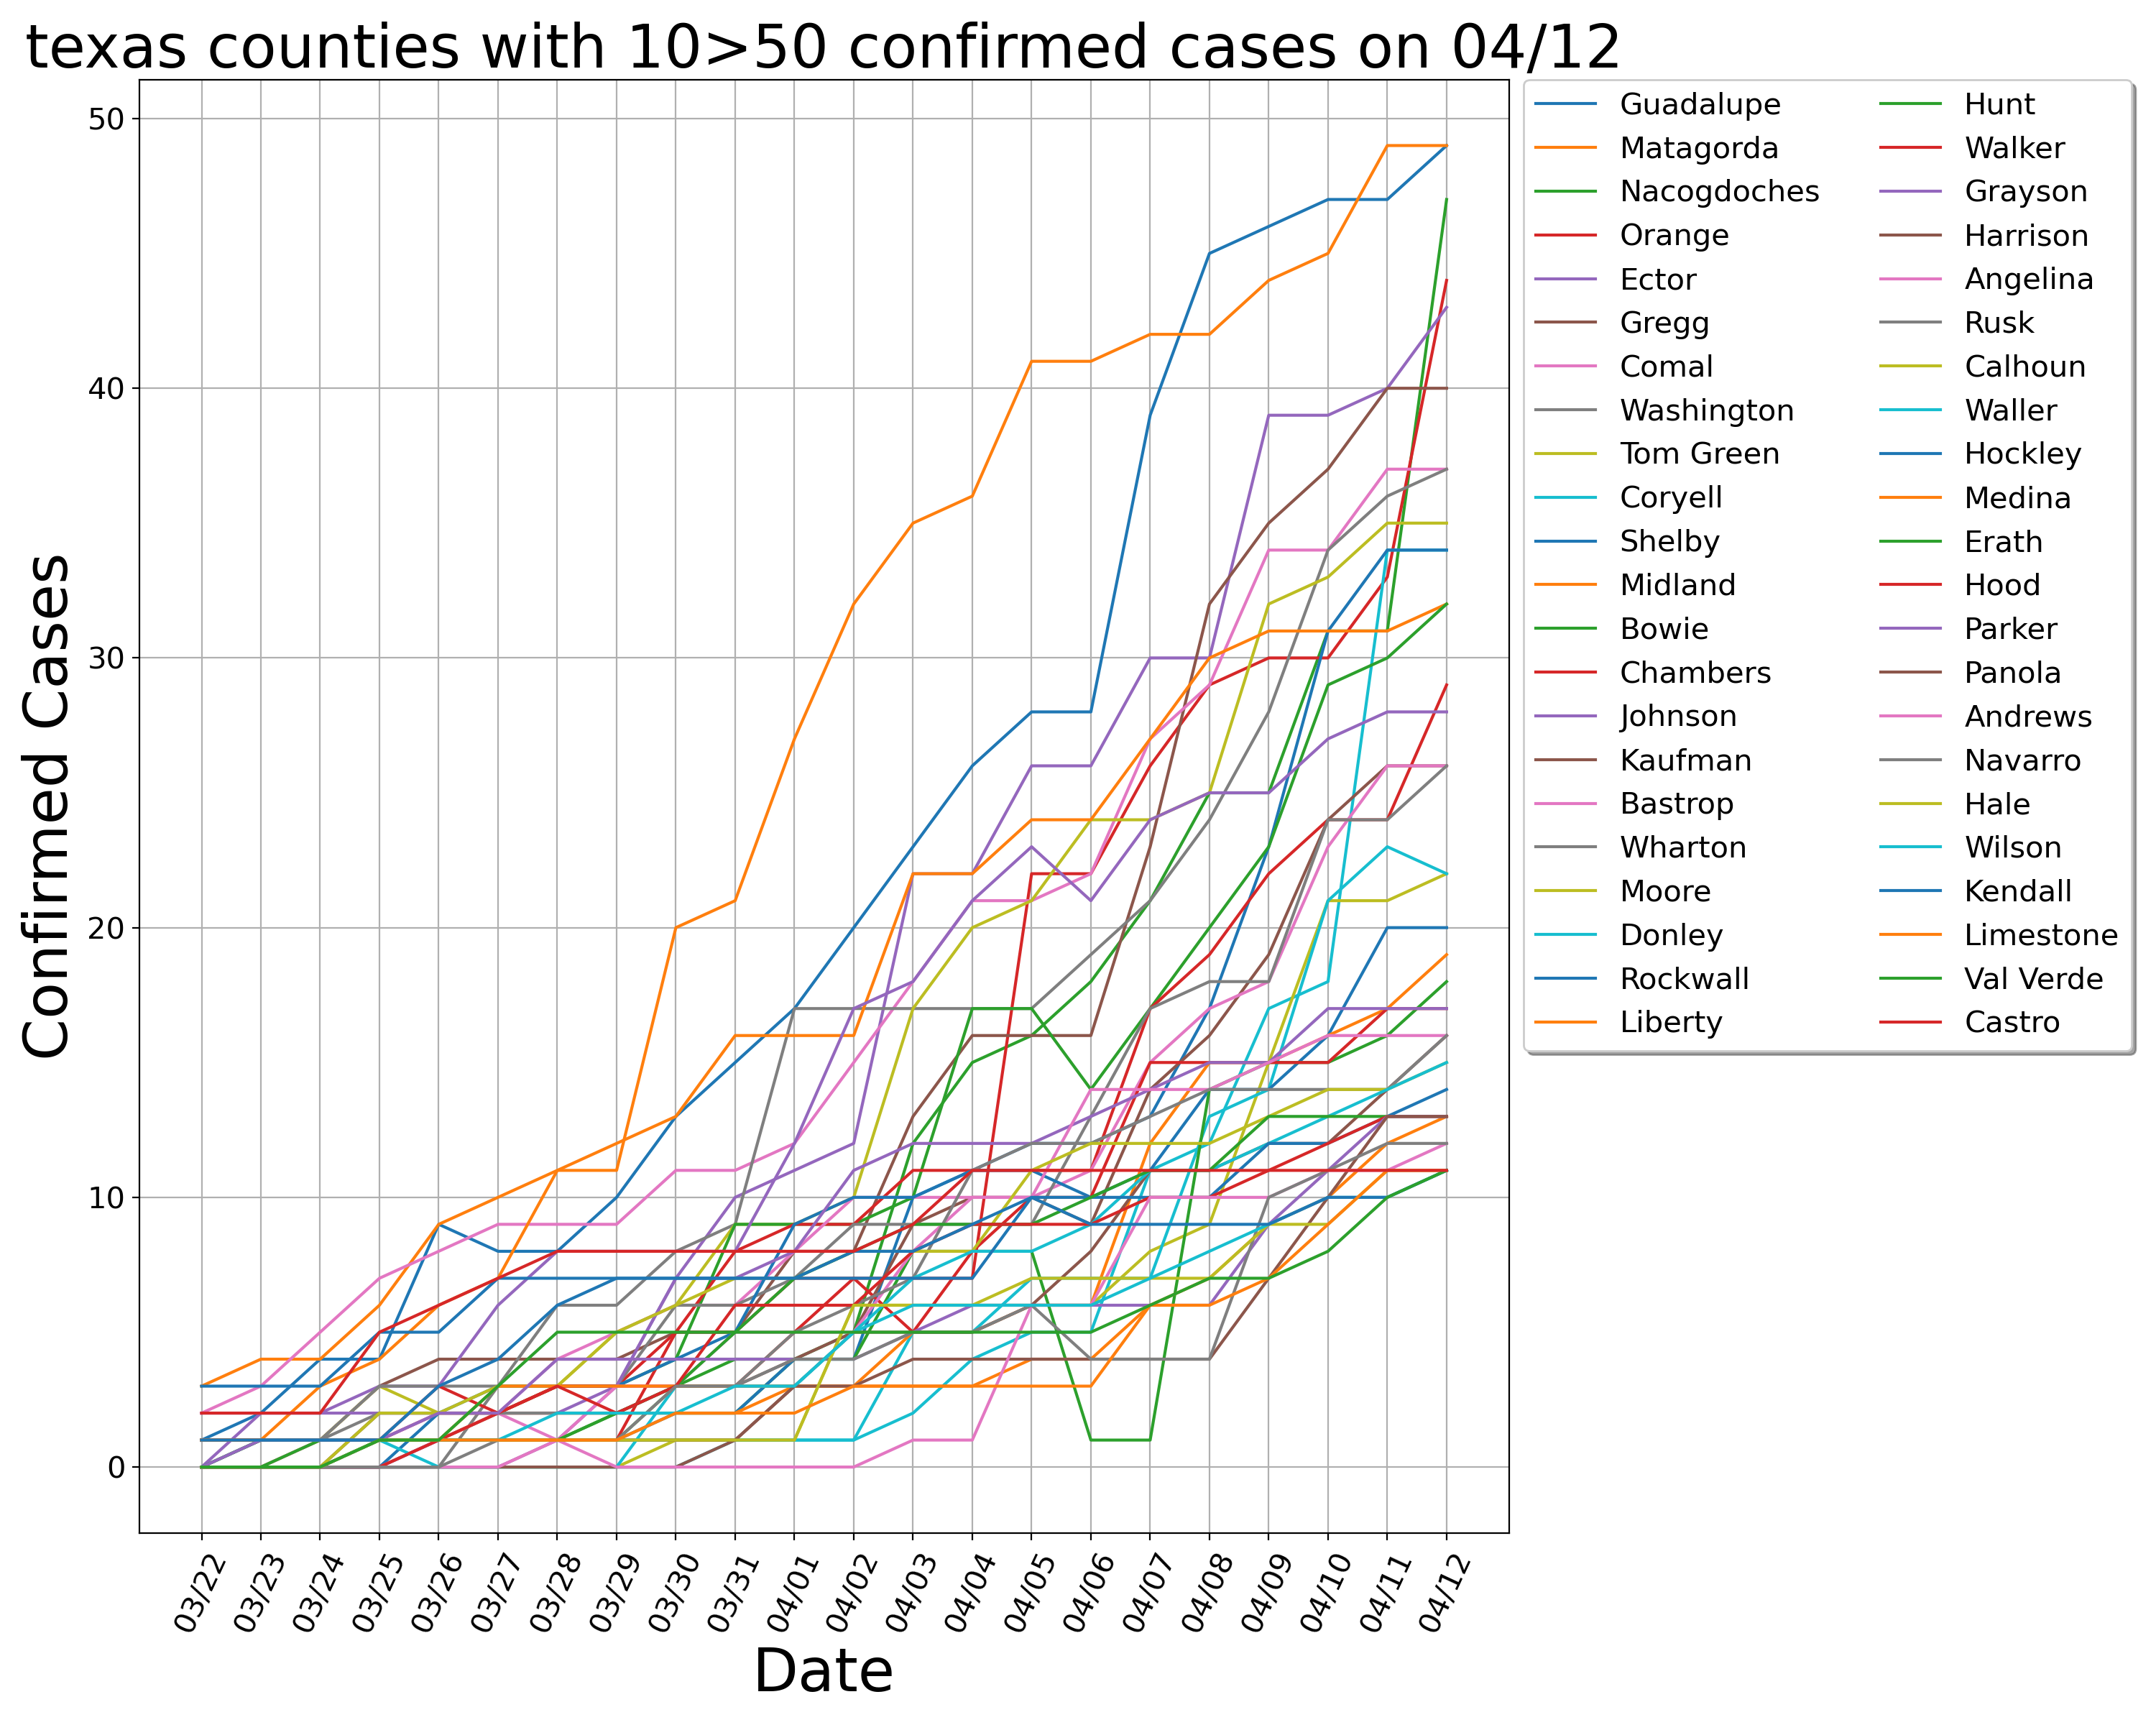 texas counties with 10>50 confirmed cases on 04/12
Confirmed Cases
50
40
30
20
10
0
03/22
03/23
03/24
03/25
03/26
03/27
03/28
03/29
03/30
03/31
04/01
04/02
04/03
04/04
04/05
04/06
04/07
04/08
04/09
04/10
04/11
04/12
Date
Guadalupe
Matagorda
Nacogdoches
Orange
Ector
Gregg
Comal
Washington
Tom Green
Coryell
Shelby
Midland
Bowie
Chambers
Johnson
Kaufman
Bastrop
Wharton
Moore
Donley
Rockwall
Liberty
Hunt
Walker
Grayson
Harrison
Angelina
Rusk
Calhoun
Waller
Hockley
Medina
Erath
Hood
Parker
Panola
Andrews
Navarro
Hale
Wilson
Kendall
Limestone
Val Verde
Castro